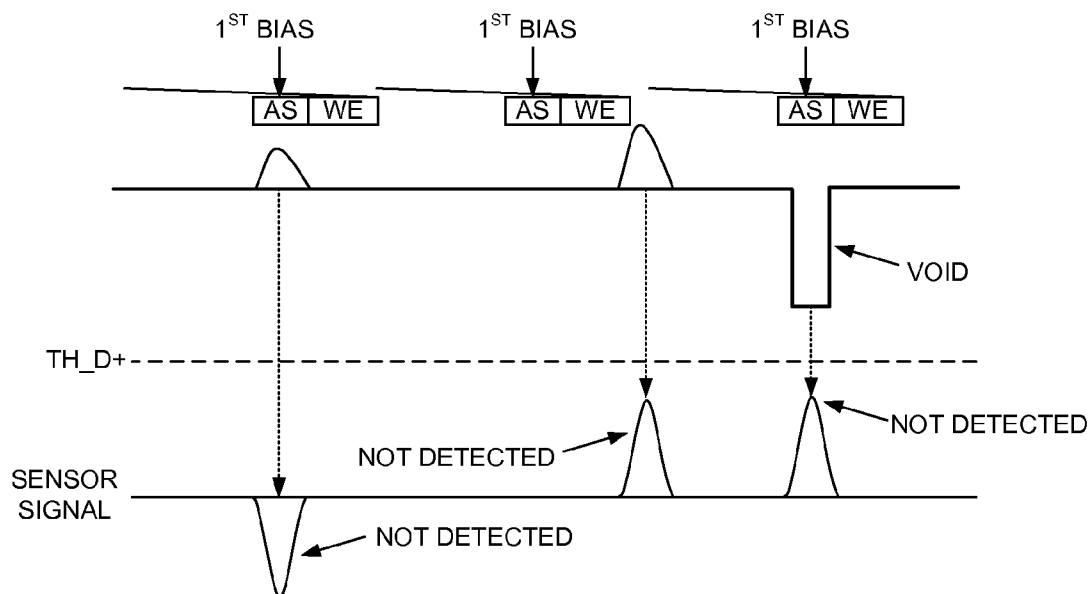 1ST BIAS 1ST BIAS 1ST BIAS
AS WE AS WE AS WE
VOID
TH_D+
NOT DETECTED
NOT DETECTED
SENSOR
SIGNAL
NOT DETECTED